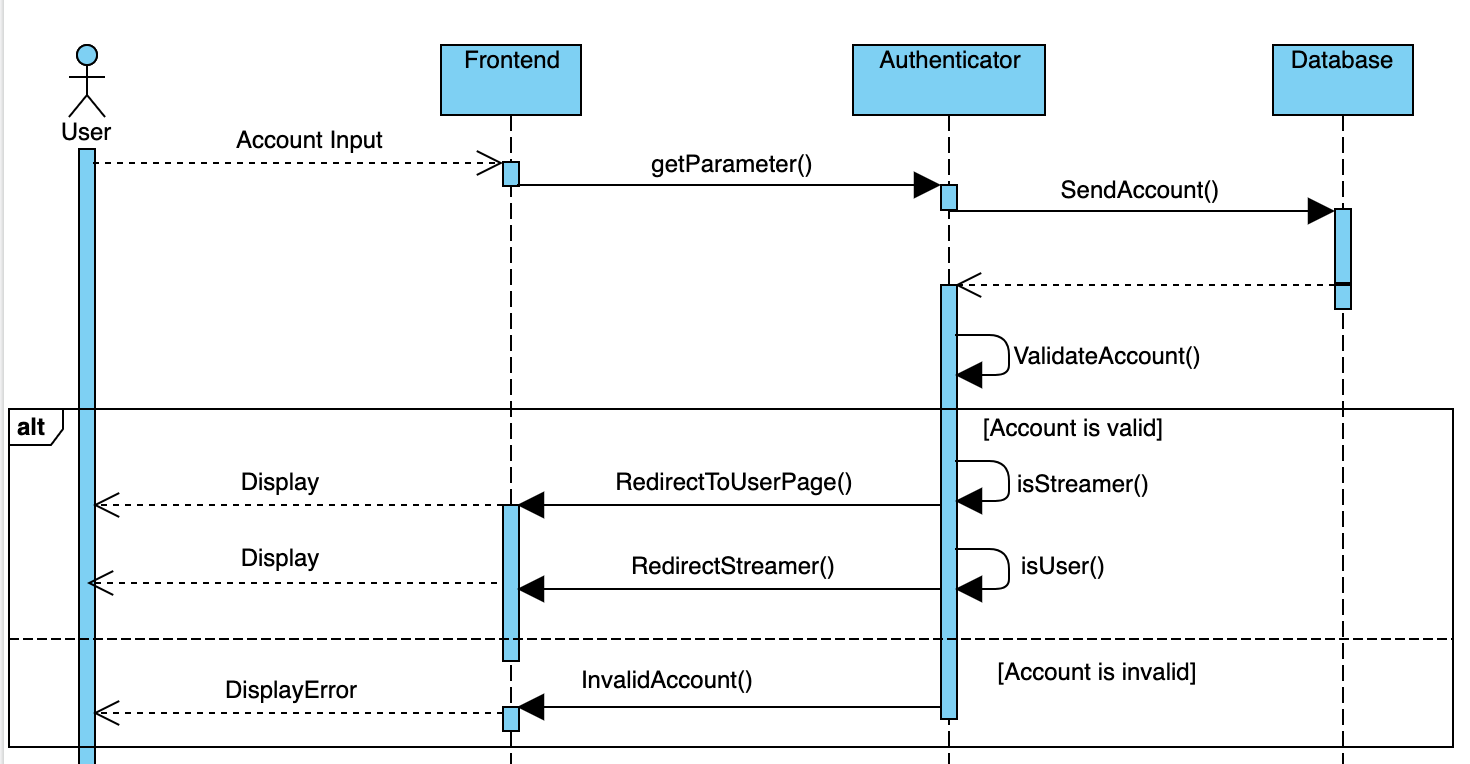 Frontend
Authenticator
Database
User
Account Input
getParameter()
SendAccount()
ValidateAccount()
alt
[Account is valid]
Display
RedirectToUserPage()
isStreamer()
Display
RedirectStreamer()
isUser()
[Account is invalid]
DisplayError
InvalidAccount()